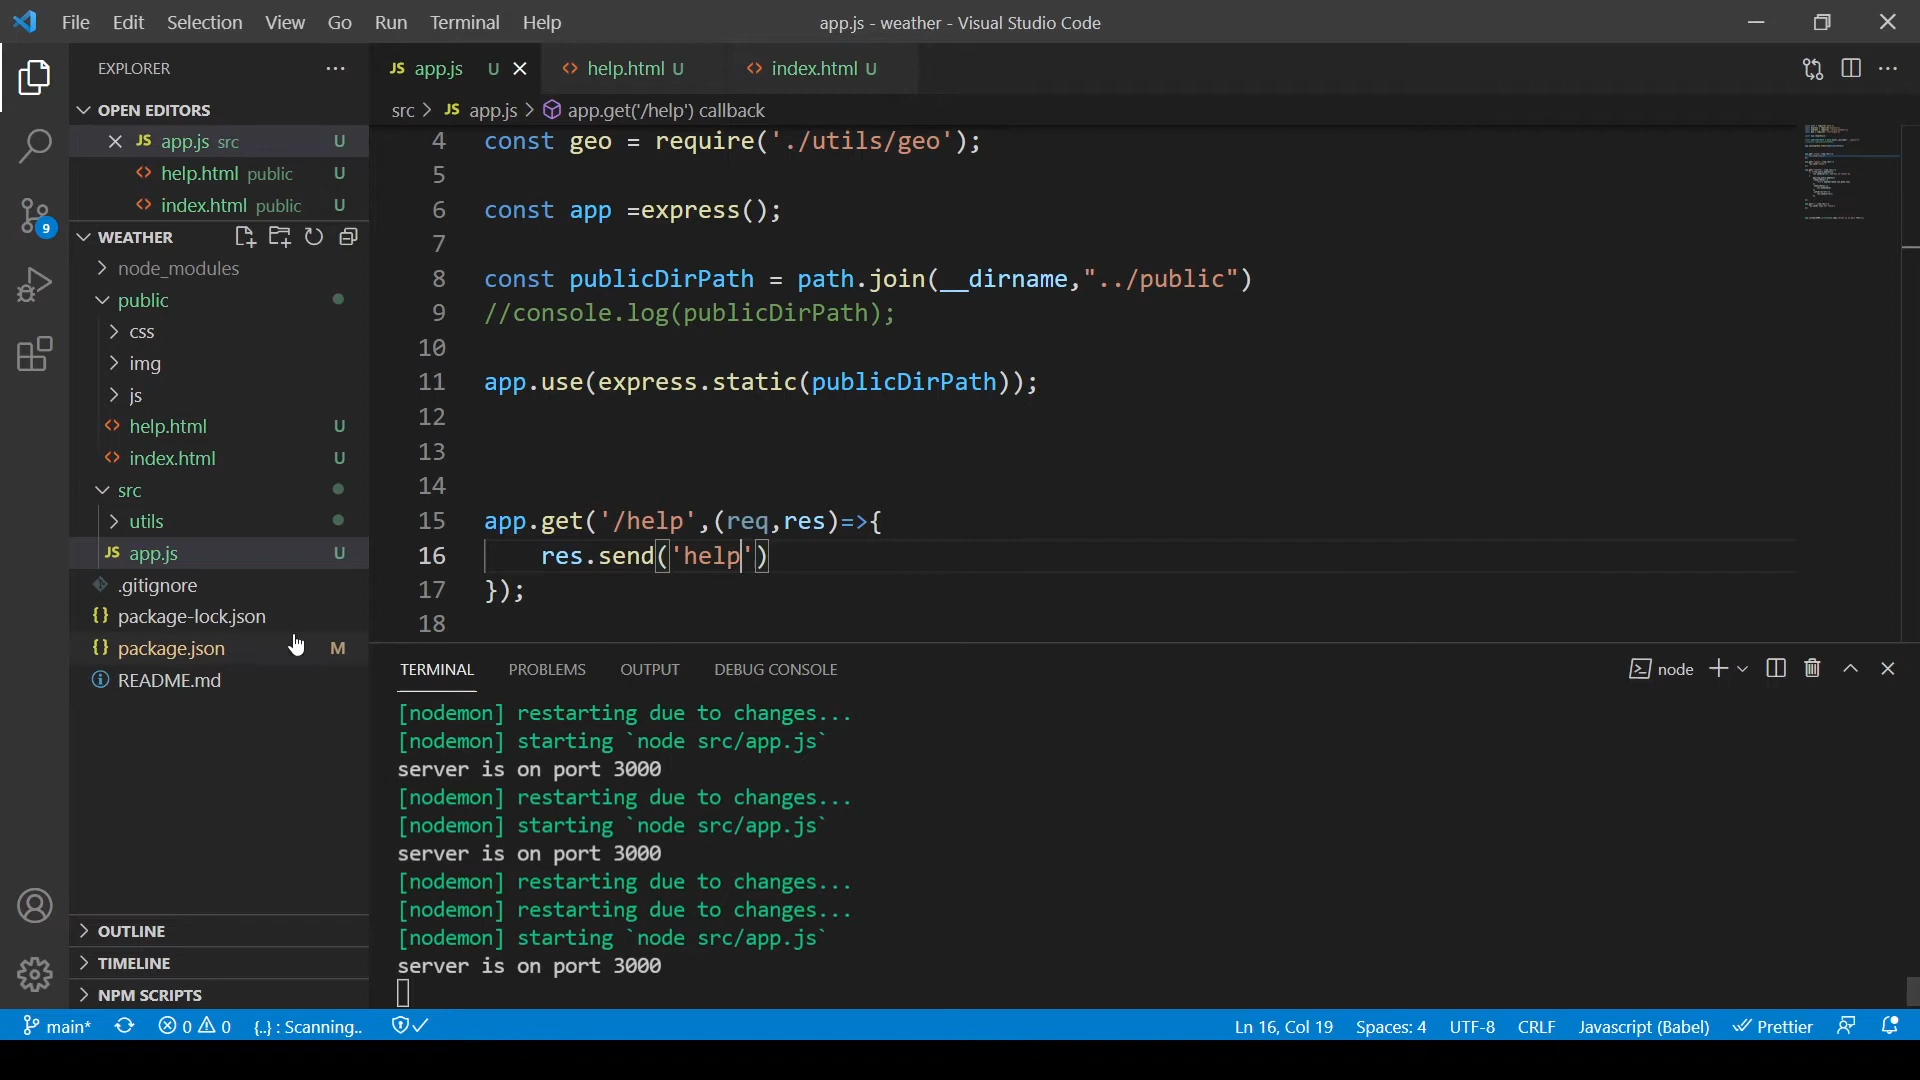 File Edit Selection View Go Run Terminal Help app.js - weather - Visual Studio Code
EXPLORER ...
JS app.js U
help.html U
index.html U
OPEN EDITORS
src > JS app.js > app.get('/help') callback
JS app.js src U
help.html public U
index.html public U
9
WEATHER
node_modules
public
css
img
js
help.html U
index.html U
src
utils
JS app.js U
.gitignore
{} package-lock.json
{} package.json M
README.md
OUTLINE
TIMELINE
NPM SCRIPTS
4 const geo = require('./utils/geo');
5
6 const app =express();
7
8 const publicDirPath = path.join(__dirname,"../public")
9 //console.log(publicDirPath);
10
11 app.use(express.static(publicDirPath));
12
13
14
15 app.get('/help',(req,res)=>{
16 res.send('help')
17 });
18
TERMINAL PROBLEMS OUTPUT DEBUG CONSOLE node
[nodemon] restarting due to changes...
[nodemon] starting `node src/app.js`
server is on port 3000
[nodemon] restarting due to changes...
[nodemon] starting `node src/app.js`
server is on port 3000
[nodemon] restarting due to changes...
[nodemon] restarting due to changes...
[nodemon] starting `node src/app.js`
server is on port 3000
main* 0 0 {..} : Scanning.. Ln 16, Col 19 Spaces: 4 UTF-8 CRLF Javascript (Babel) Prettier